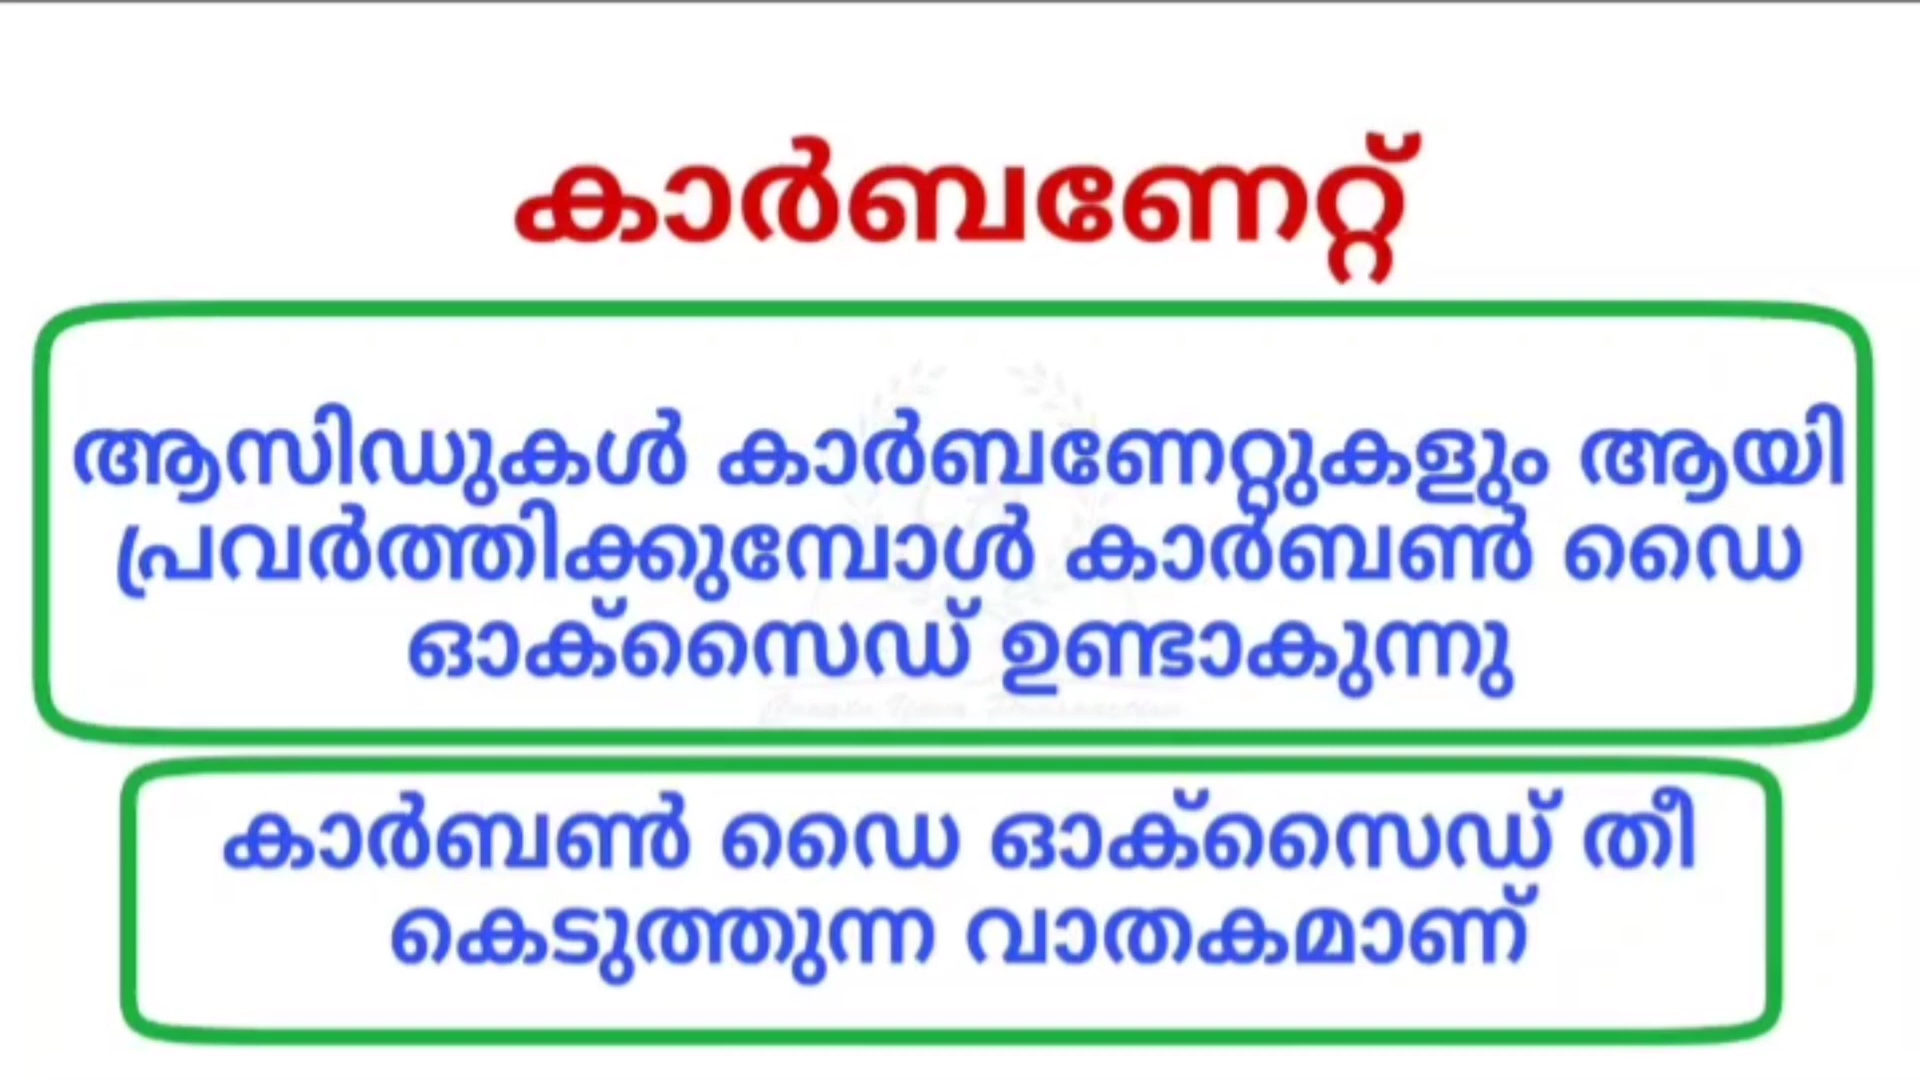 കാർബണേറ്റ്
ആസിഡുകൾ കാർബണേറ്റുകളും ആയി
പ്രവർത്തിക്കുമ്പോൾ കാർബൺ ഡൈ
ഓക്സൈഡ് ഉണ്ടാകുന്നു
കാർബൺ ഡൈ ഓക്സൈഡ് തീ
കെടുത്തുന്ന വാതകമാണ്